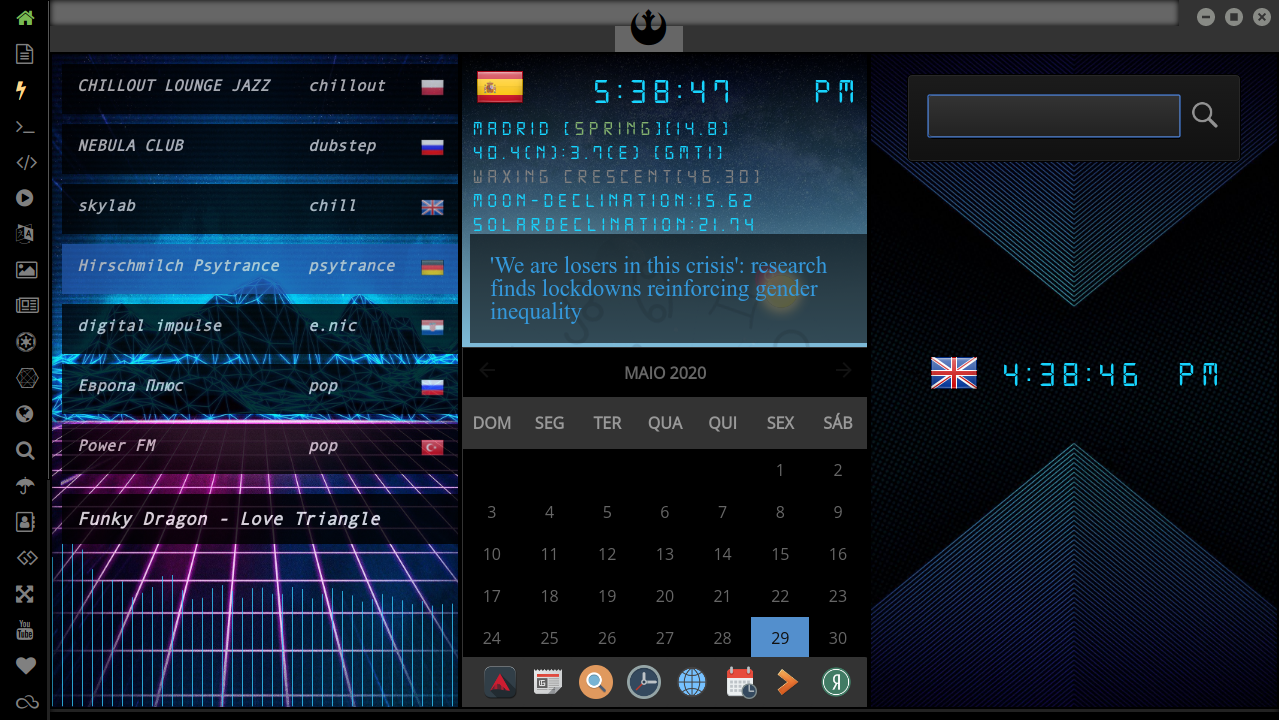 CHILLOUT LOUNGE JAZZ chillout
NEBULA CLUB dubstep
skylab chill
Hirschmilch Psytrance psytrance
digital impulse e.nic
Европа Плюс pop
Power FM pop
Funky Dragon - Love Triangle
5:38:47 PM
MADRID [SPRING][14.8]
40.4(N):3.7(E) [GMT1]
WAXING CRESCENT[46.30]
MOON-DECLINATION:15.62
SOLARDECLINATION:21.74
'We are losers in this crisis': research
finds lockdowns reinforcing gender
inequality
MAIO 2020
DOM SEG TER QUA QUI SEX SÁB
1 2
3 4 5 6 7 8 9
10 11 12 13 14 15 16
17 18 19 20 21 22 23
24 25 26 27 28 29 30
4:38:46 PM
You
Tube
Я